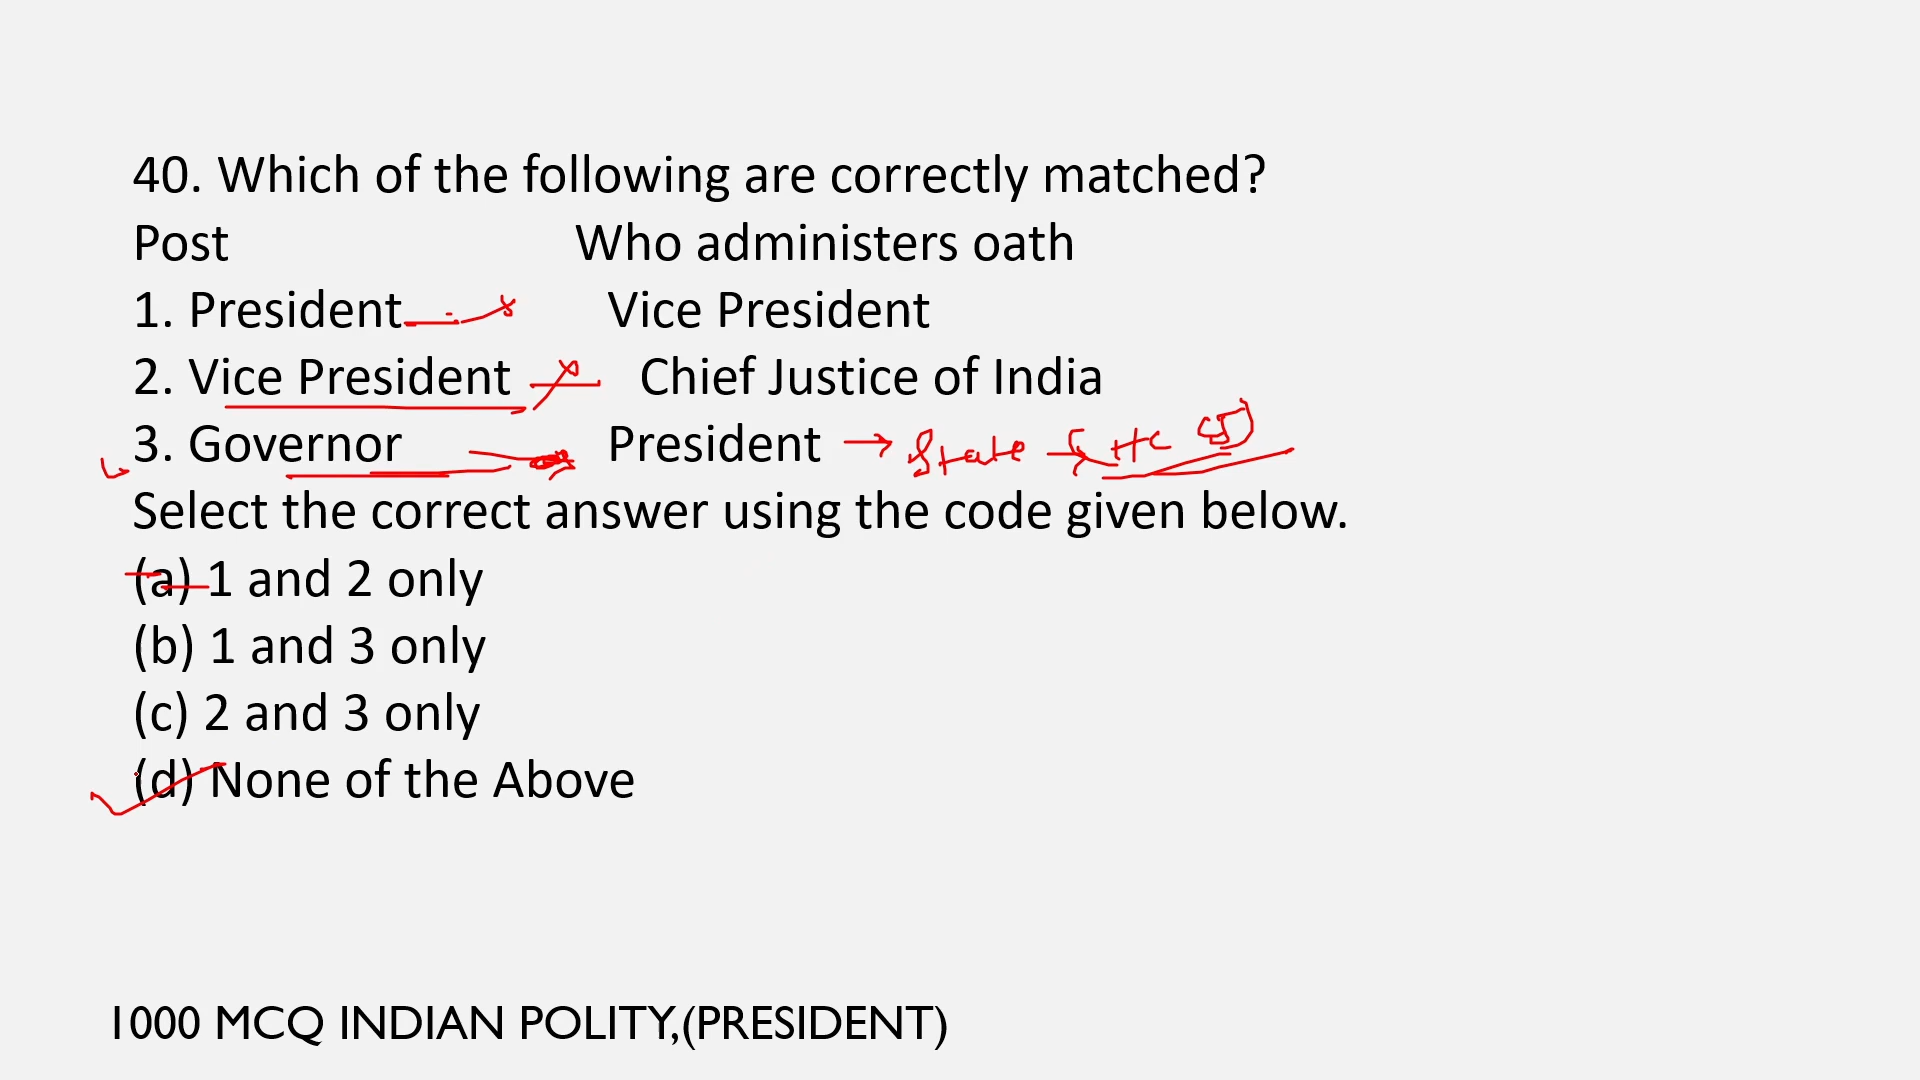 40. Which of the following are correctly matched?
Post Who administers oath
1. President Vice President
2. Vice President Chief Justice of India
3. Governor President → State → HC CJ
Select the correct answer using the code given below.
(a) 1 and 2 only
(b) 1 and 3 only
(c) 2 and 3 only
(d) None of the Above
1000 MCQ INDIAN POLITY,(PRESIDENT)